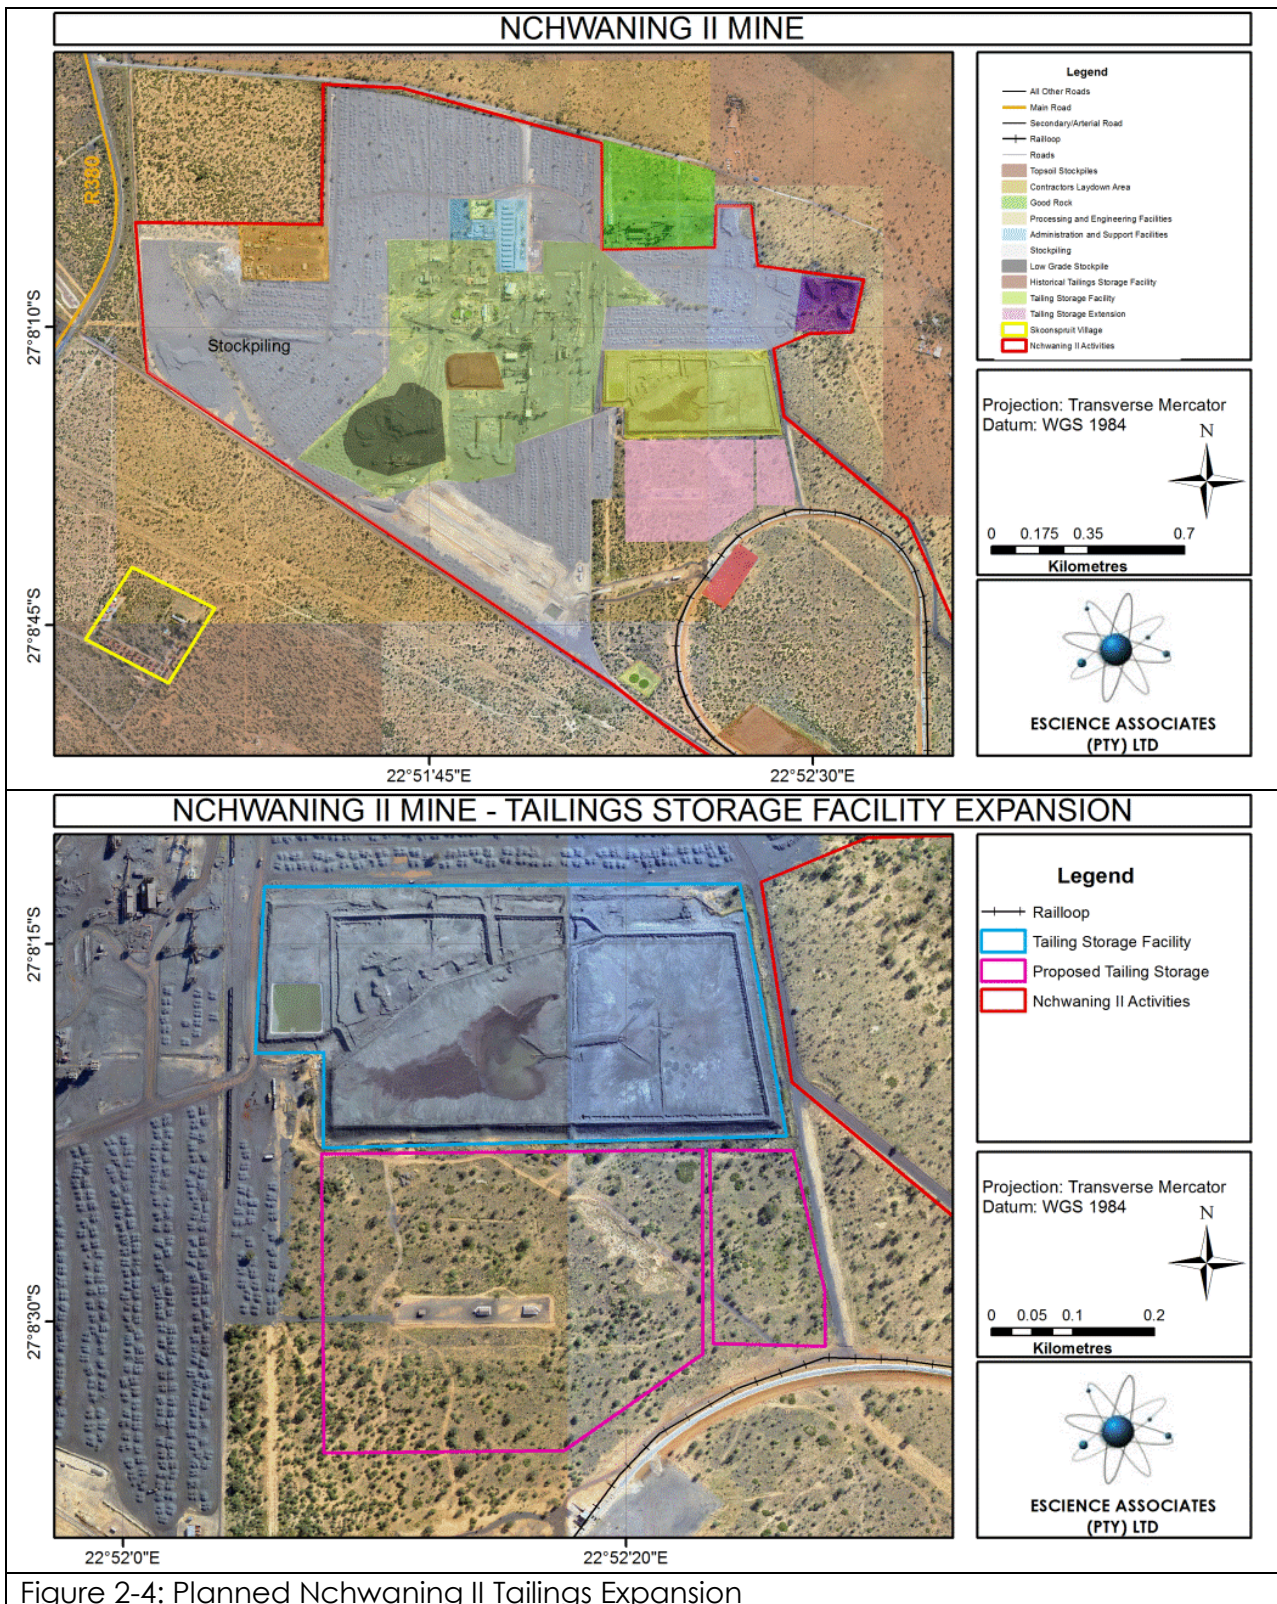 NCHWANING II MINE
R380
Stockpiling
27°8'10"S
27°8'45"S
22°51'45"E
22°52'30"E
Legend
All Other Roads
Main Road
Secondary/Arterial Road
Railloop
Roads
Topsoil Stockpiles
Contractors Laydown Area
Good Rock
Processing and Engineering Facilities
Administration and Support Facilities
Stockpiling
Low Grade Stockpile
Historical Tailings Storage Facility
Tailing Storage Facility
Tailing Storage Extension
Skoonspruit Village
Nchwaning II Activities
Projection: Transverse Mercator
Datum: WGS 1984
N
0 0.175 0.35 0.7
Kilometres
ESCIENCE ASSOCIATES
(PTY) LTD
NCHWANING II MINE - TAILINGS STORAGE FACILITY EXPANSION
27°8'15"S
27°8'30"S
22°52'0"E
22°52'20"E
Legend
Railloop
Tailing Storage Facility
Proposed Tailing Storage
Nchwaning II Activities
Projection: Transverse Mercator
Datum: WGS 1984
N
0 0.05 0.1 0.2
Kilometres
ESCIENCE ASSOCIATES
(PTY) LTD
Figure 2-4: Planned Nchwaning II Tailings Expansion